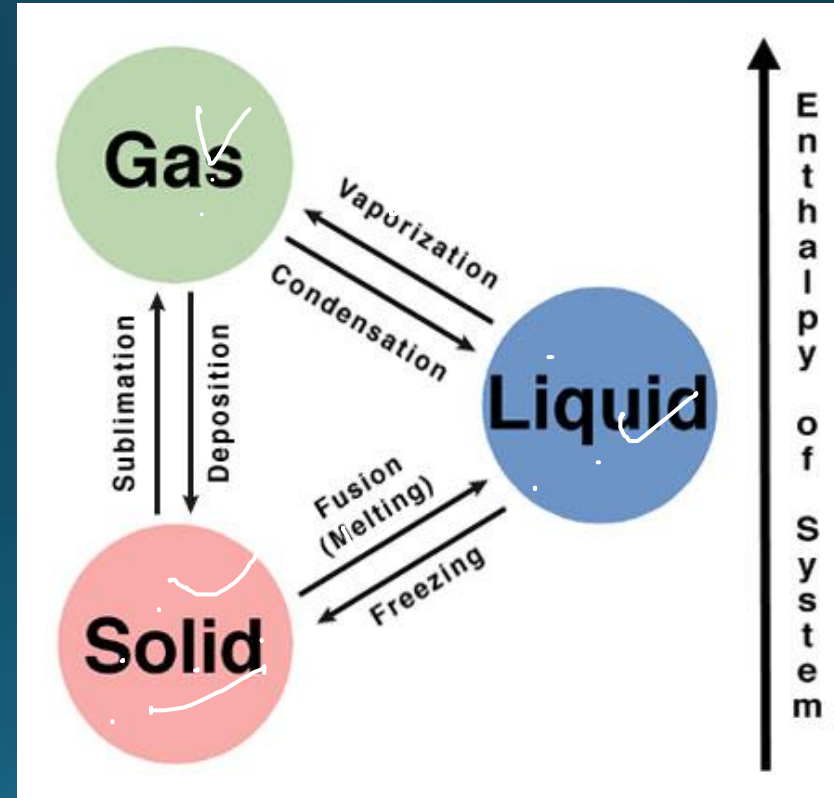 Gas
Vaporization
Condensation
Liquid
Sublimation
Deposition
Fusion
(Melting)
Freezing
Solid
Enthalpy of System